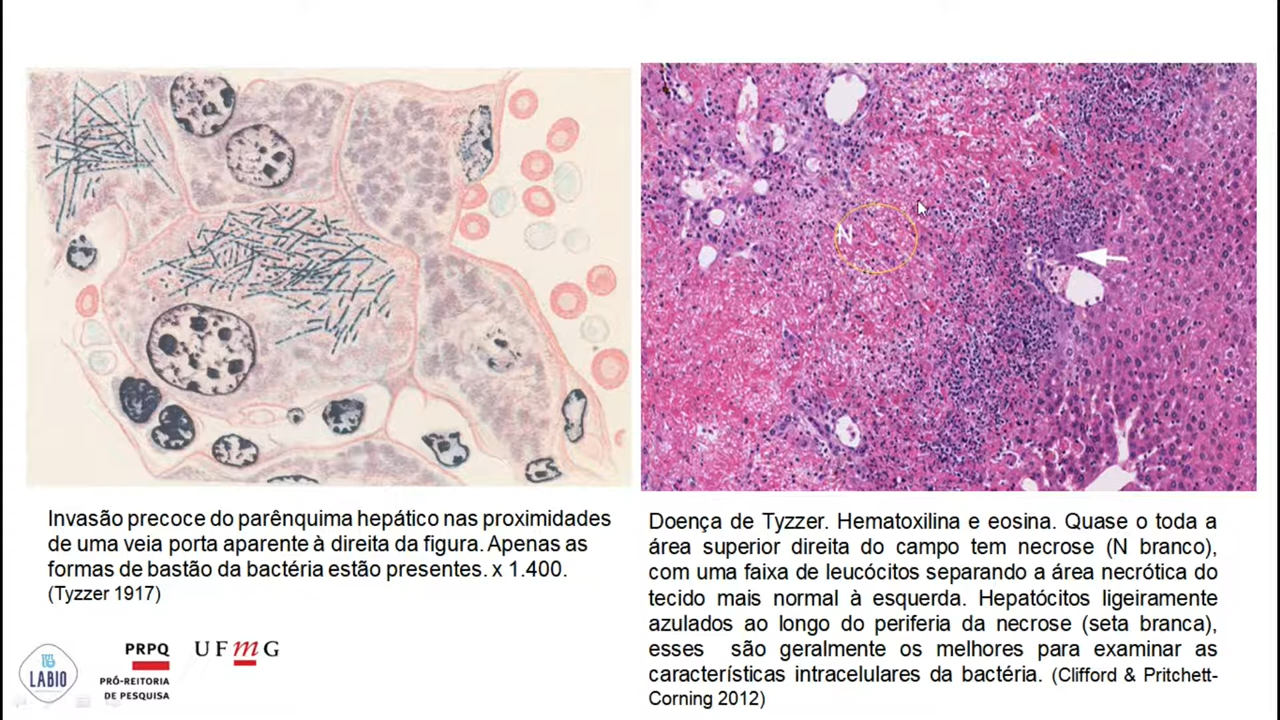 N
Invasão precoce do parênquima hepático nas proximidades
de uma veia porta aparente à direita da figura. Apenas as
formas de bastão da bactéria estão presentes. x 1.400.
(Tyzzer 1917)
Doença de Tyzzer. Hematoxilina e eosina. Quase o toda a
área superior direita do campo tem necrose (N branco),
com uma faixa de leucócitos separando a área necrótica do
tecido mais normal à esquerda. Hepatócitos ligeiramente
azulados ao longo do periferia da necrose (seta branca),
esses são geralmente os melhores para examinar as
características intracelulares da bactéria. (Clifford & Pritchett-
Corning 2012)
LABIO
PRPQ
PRÓ-REITORIA
DE PESQUISA
UFmG